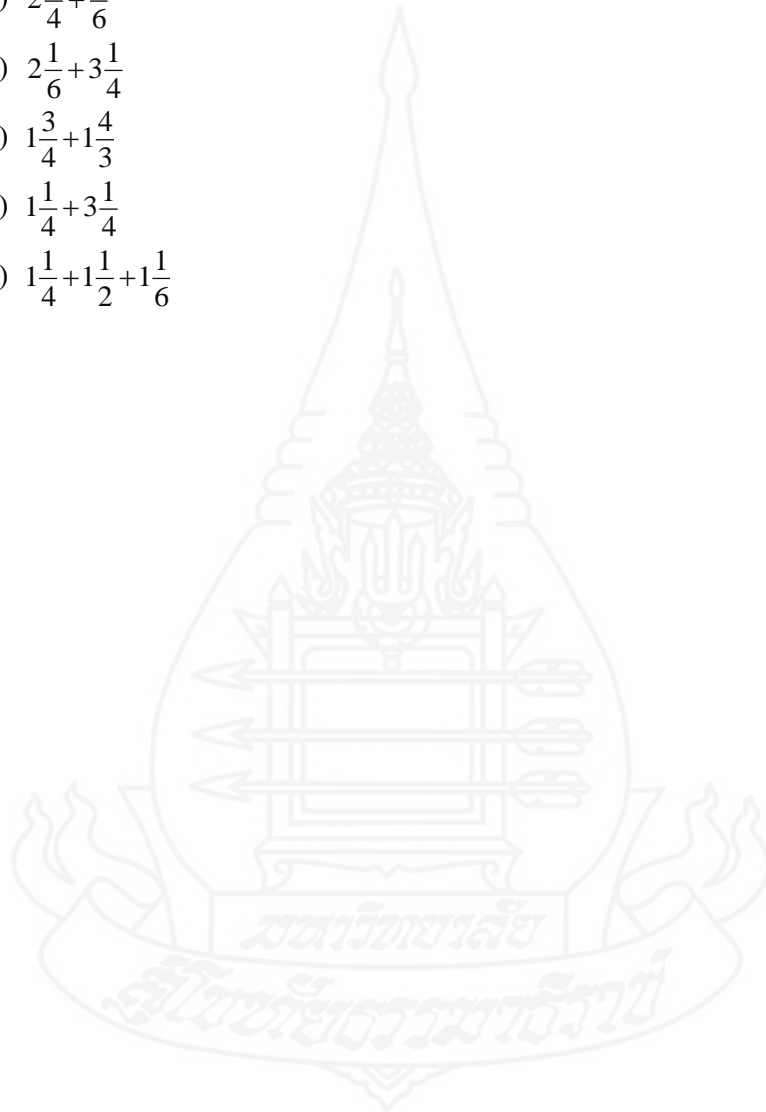 ) 2 /4 + /6
) 2 1/6 + 3 1/4
) 1 3/4 + 1 4/3
) 1 1/4 + 3 1/4
) 1 1/4 + 1 1/2 + 1 1/6
มหาวิทยาลัย
สุโขทัยธรรมาธิราช